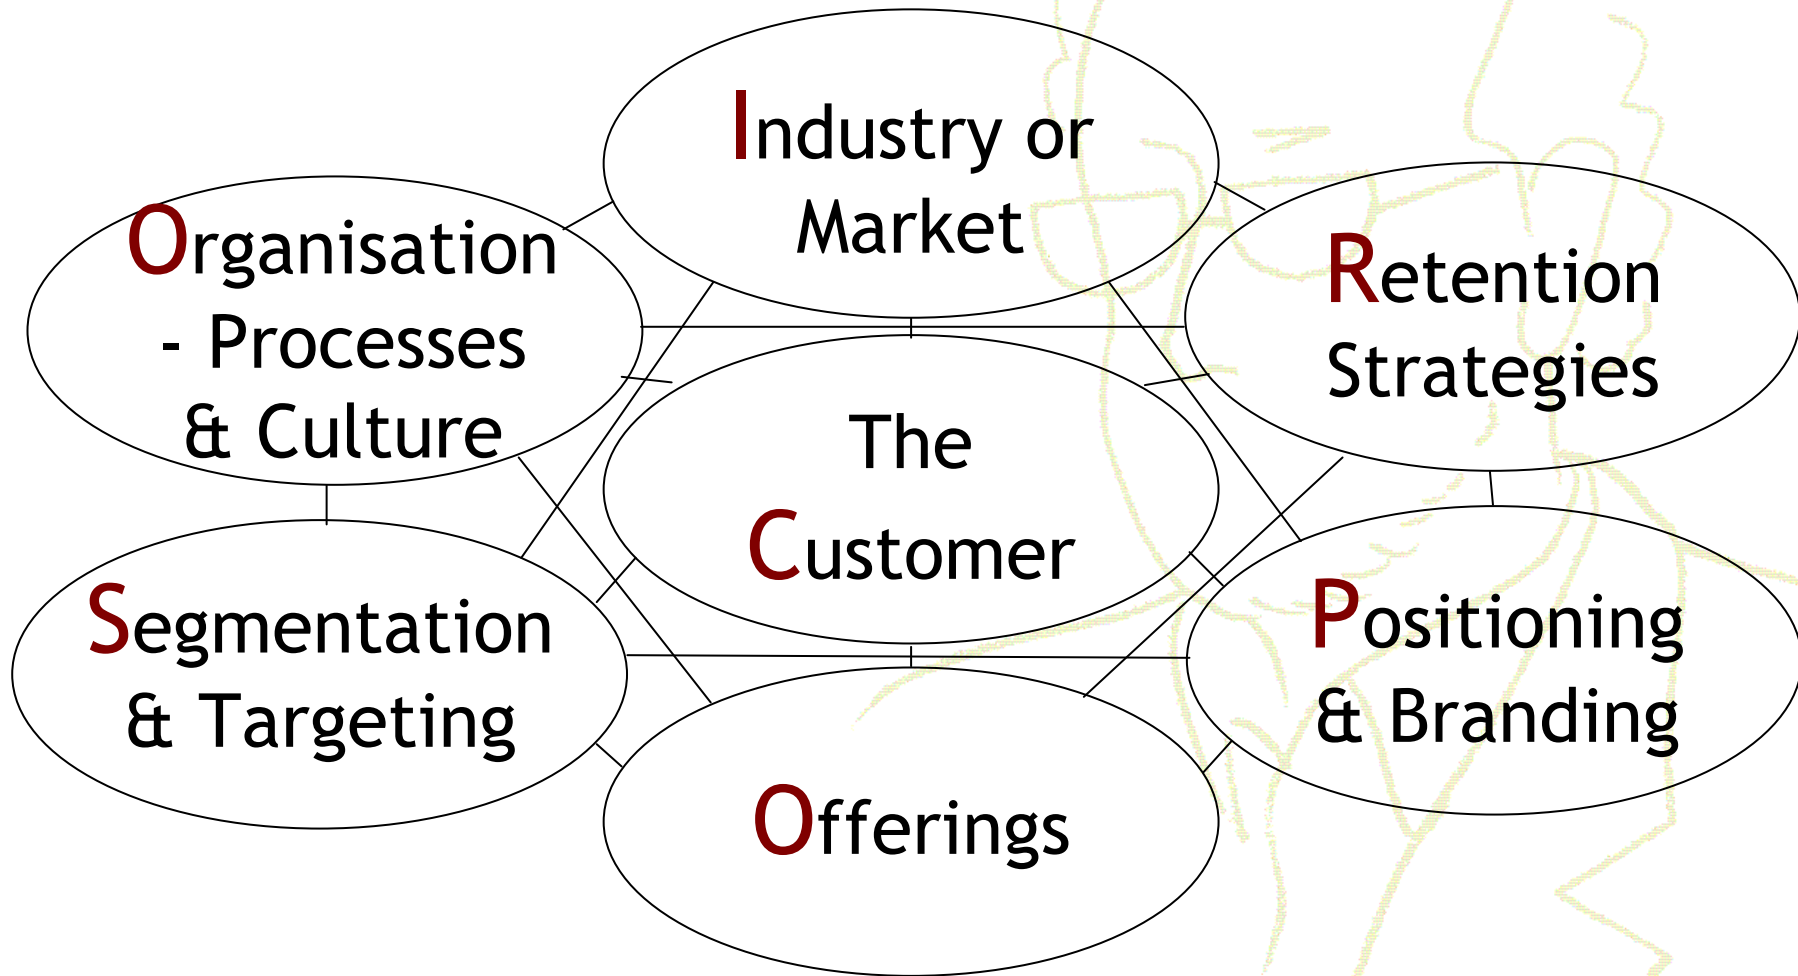 Industry or
Market
Organisation
- Processes
& Culture
Retention
Strategies
The
Customer
Segmentation
& Targeting
Positioning
& Branding
Offerings